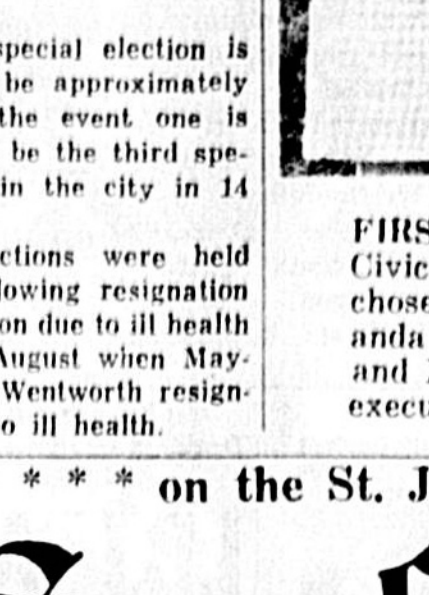 special election is
be approximately
the event one is
be the third spe-
in the city in 14
ctions were held
lowing resignation
on due to ill health
August when May-
Wentworth resign-
o ill health.
FIRS
Civic
chose
anda
and
execu
* * * on the St. J